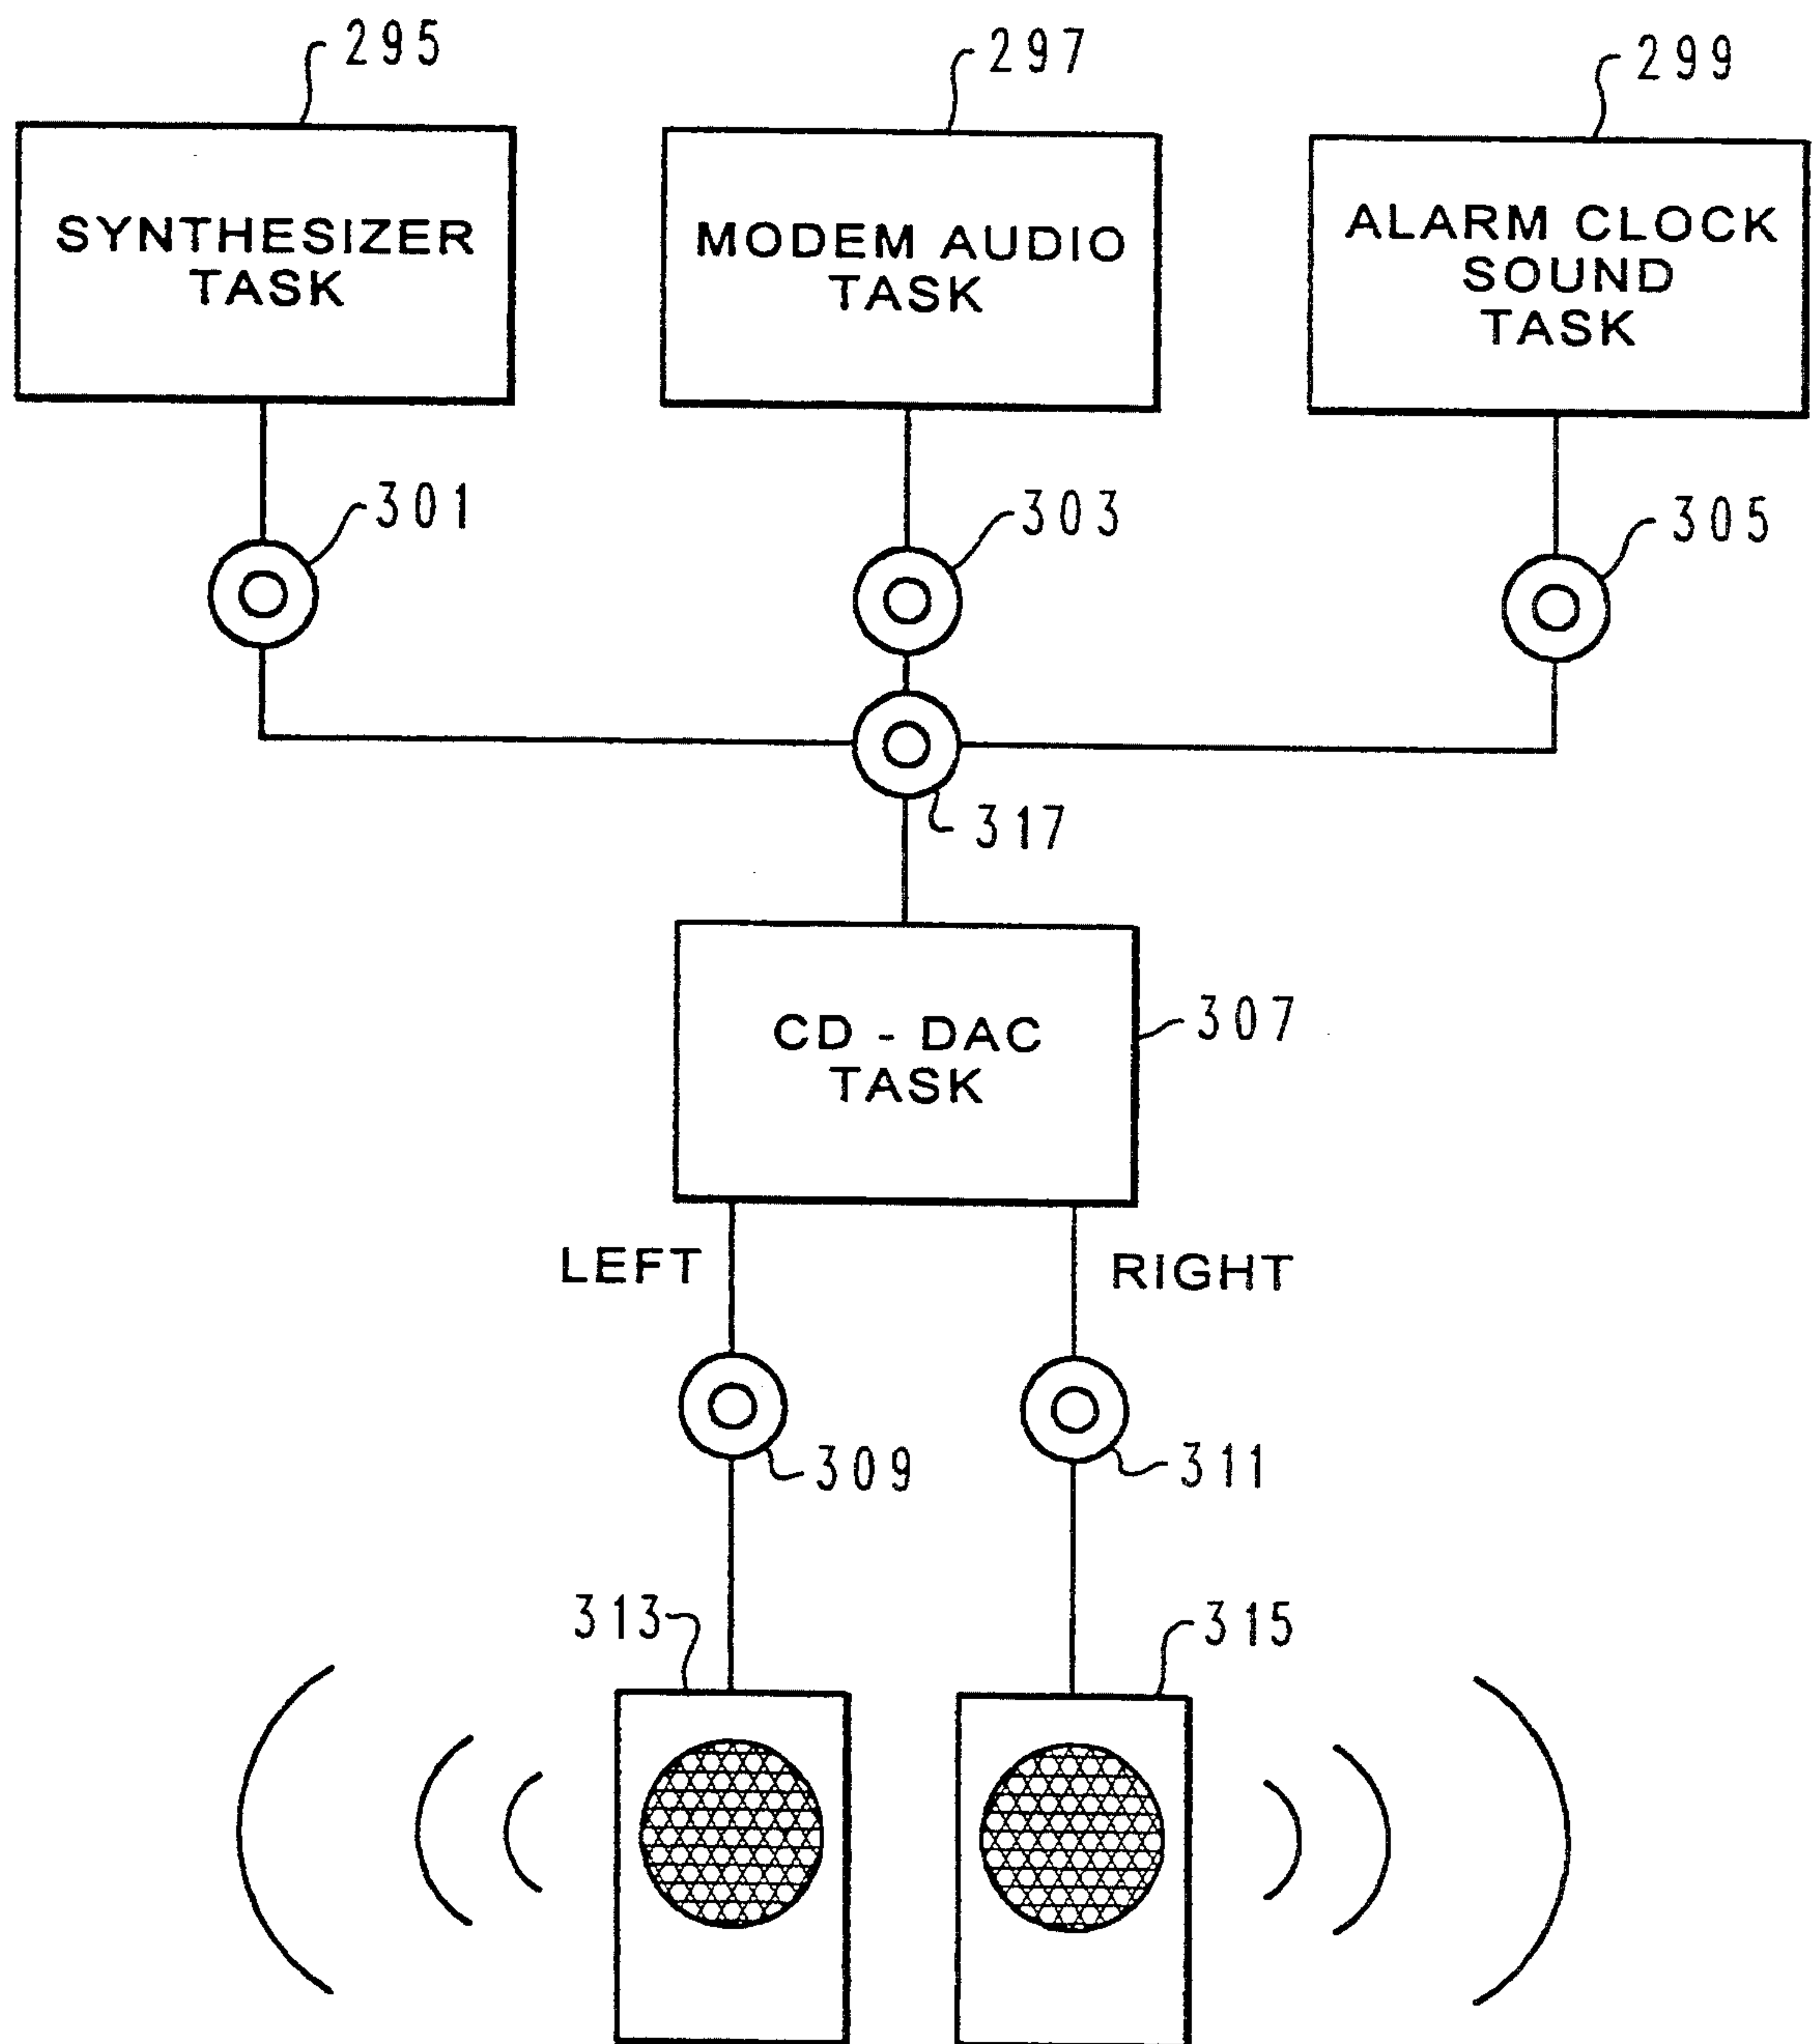 295
297
299
SYNTHESIZER
TASK
MODEM AUDIO
TASK
ALARM CLOCK
SOUND
TASK
301
303
305
317
CD - DAC
TASK
307
LEFT
RIGHT
309
311
313
315